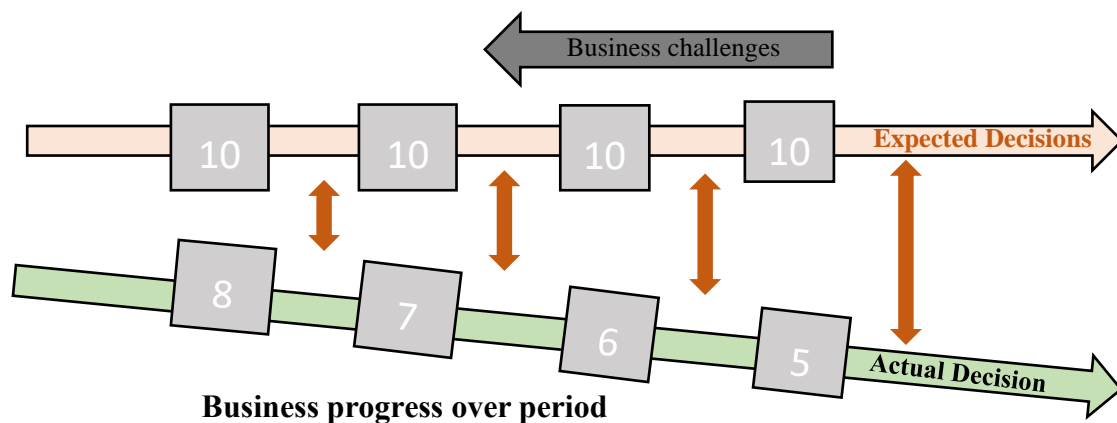 Business challenges
10 10 10 10 Expected Decisions
8 7 6 5 Actual Decision
Business progress over period